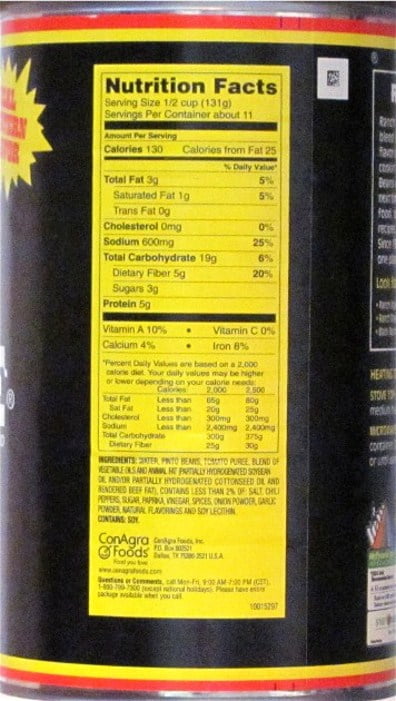 Nutrition Facts
Serving Size 1/2 cup (131g)
Servings Per Container about 11
Amount Per Serving
Calories 130 Calories from Fat 25
% Daily Value*
Total Fat 3g 5%
Saturated Fat 1g 5%
Trans Fat 0g
Cholesterol 0mg 0%
Sodium 600mg 25%
Total Carbohydrate 19g 6%
Dietary Fiber 5g 20%
Sugars 3g
Protein 5g
Vitamin A 10% • Vitamin C 0%
Calcium 4% • Iron 8%
*Percent Daily Values are based on a 2,000
calorie diet. Your daily values may be higher
or lower depending on your calorie needs:
Calories: 2,000 2,500
Total Fat Less than 65g 80g
Sat Fat Less than 20g 25g
Cholesterol Less than 300mg 300mg
Sodium Less than 2,400mg 2,400mg
Total Carbohydrate 300g 375g
Dietary Fiber 25g 30g
INGREDIENTS: WATER, PINTO BEANS, TOMATO PUREE, BLEND OF
VEGETABLE OILS AND ANIMAL FAT (PARTIALLY HYDROGENATED SOYBEAN
OIL AND/OR PARTIALLY HYDROGENATED COTTONSEED OIL AND
RENDERED BEEF FAT), CONTAINS LESS THAN 2% OF: SALT, CHILI
PEPPERS, SUGAR, PAPRIKA, VINEGAR, SPICES, ONION POWDER, GARLIC
POWDER, NATURAL FLAVORINGS AND SOY LECITHIN.
CONTAINS: SOY.
ConAgra Foods, Inc.
ConAgra
Foods®
Food you love
P.O. Box
Dallas, TX U.S.A.
www.conagrafoods.com
Questions or Comments, call Mon-Fri, 9:00 AM-7:00 PM (CST),
(except national holidays). Please have entire
package available when you call.
10015297
®
HEATING